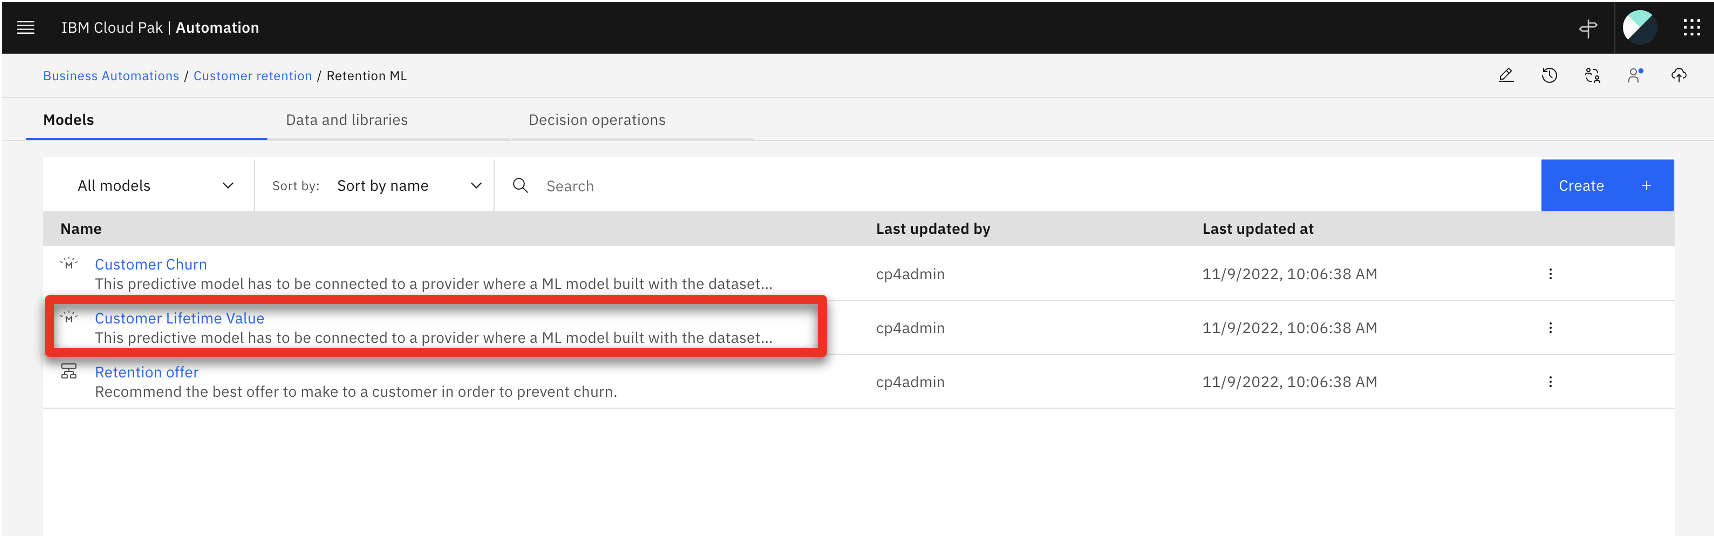 IBM Cloud Pak | Automation
Business Automations / Customer retention / Retention ML
Models Data and libraries Decision operations
All models Sort by: Sort by name Search Create +
Name Last updated by Last updated at
Customer Churn
This predictive model has to be connected to a provider where a ML model built with the dataset... cp4admin 11/9/2022, 10:06:38 AM
Customer Lifetime Value
This predictive model has to be connected to a provider where a ML model built with the dataset... cp4admin 11/9/2022, 10:06:38 AM
Retention offer
Recommend the best offer to make to a customer in order to prevent churn. cp4admin 11/9/2022, 10:06:38 AM